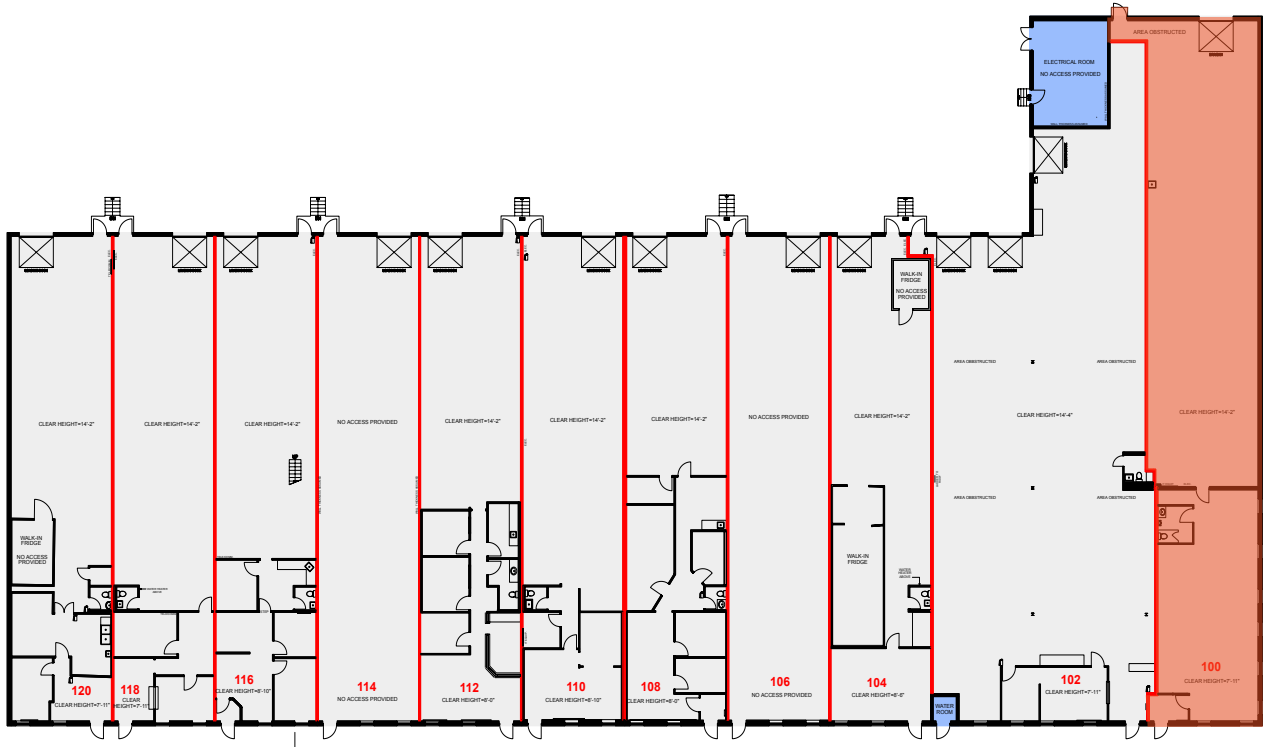 AREA OBSTRUCTED
ELECTRICAL ROOM
NO ACCESS PROVIDED
WALK-IN
FRIDGE
NO ACCESS
PROVIDED
AREA OBBSTRUCTED
AREA OBSTRUCTED
CLEAR HEIGHT=14'-2"
CLEAR HEIGHT=14'-2"
CLEAR HEIGHT=14'-2"
NO ACCESS PROVIDED
CLEAR HEIGHT=14'-2"
CLEAR HEIGHT=14'-2"
CLEAR HEIGHT=14'-2"
NO ACCESS PROVIDED
CLEAR HEIGHT=14'-2"
CLEAR HEIGHT=14'-4"
CLEAR HEIGHT=14'-2"
AREA OBSTRUCTED
AREA OBSTRUCTED
WALK-IN
FRIDGE
NO ACCESS
PROVIDED
WALK-IN
FRIDGE
WATER
HEATER
ABOVE
120
CLEAR HEIGHT=7'-11"
118
CLEAR
HEIGHT=7'-11"
116
CLEAR HEIGHT=8'-10"
114
NO ACCESS PROVIDED
112
CLEAR HEIGHT=8'-0"
110
CLEAR HEIGHT=8'-10"
108
CLEAR HEIGHT=8'-0"
106
NO ACCESS PROVIDED
104
CLEAR HEIGHT=8'-8"
WATER
ROOM
102
CLEAR HEIGHT=7'-11"
100
CLEAR HEIGHT=7'-11"